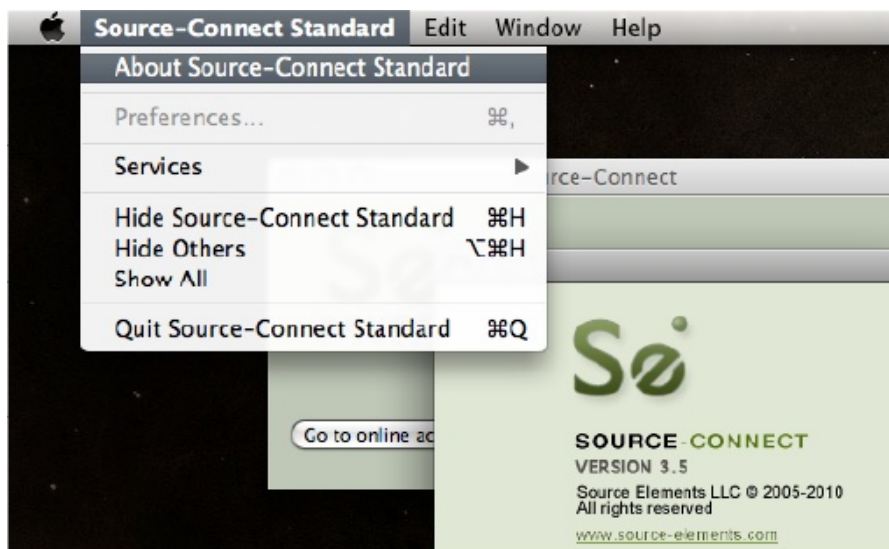 Source-Connect Standard Edit Window Help
About Source-Connect Standard
Preferences... ⌘,
Services ▶
Hide Source-Connect Standard ⌘H
Hide Others ⌥⌘H
Show All
Quit Source-Connect Standard ⌘Q
rce-Connect
Se
Go to online ac
SOURCE-CONNECT
VERSION 3.5
Source Elements LLC © 2005-2010
All rights reserved
www.source-elements.com